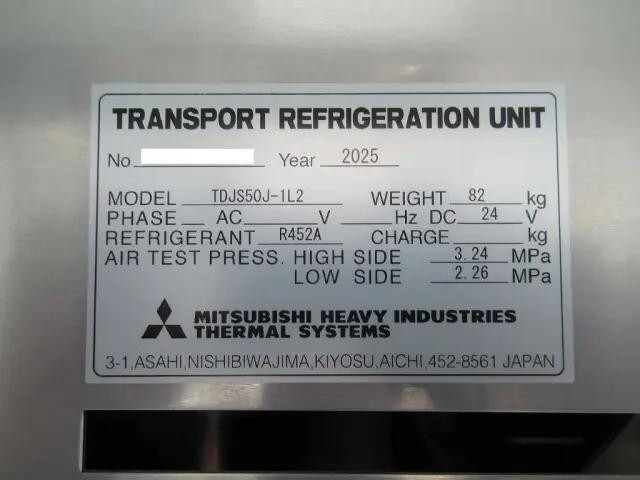 TRANSPORT REFRIGERATION UNIT
No Year 2025
MODEL TDJS50J-1L2 WEIGHT 82 kg
PHASE AC V Hz DC 24 V
REFRIGERANT R452A CHARGE kg
AIR TEST PRESS. HIGH SIDE 3.24 MPa
LOW SIDE 2.26 MPa
MITSUBISHI HEAVY INDUSTRIES
THERMAL SYSTEMS
3-1,ASAHI,NISHIBIWAJIMA,KIYOSU,AICHI,452-8561 JAPAN